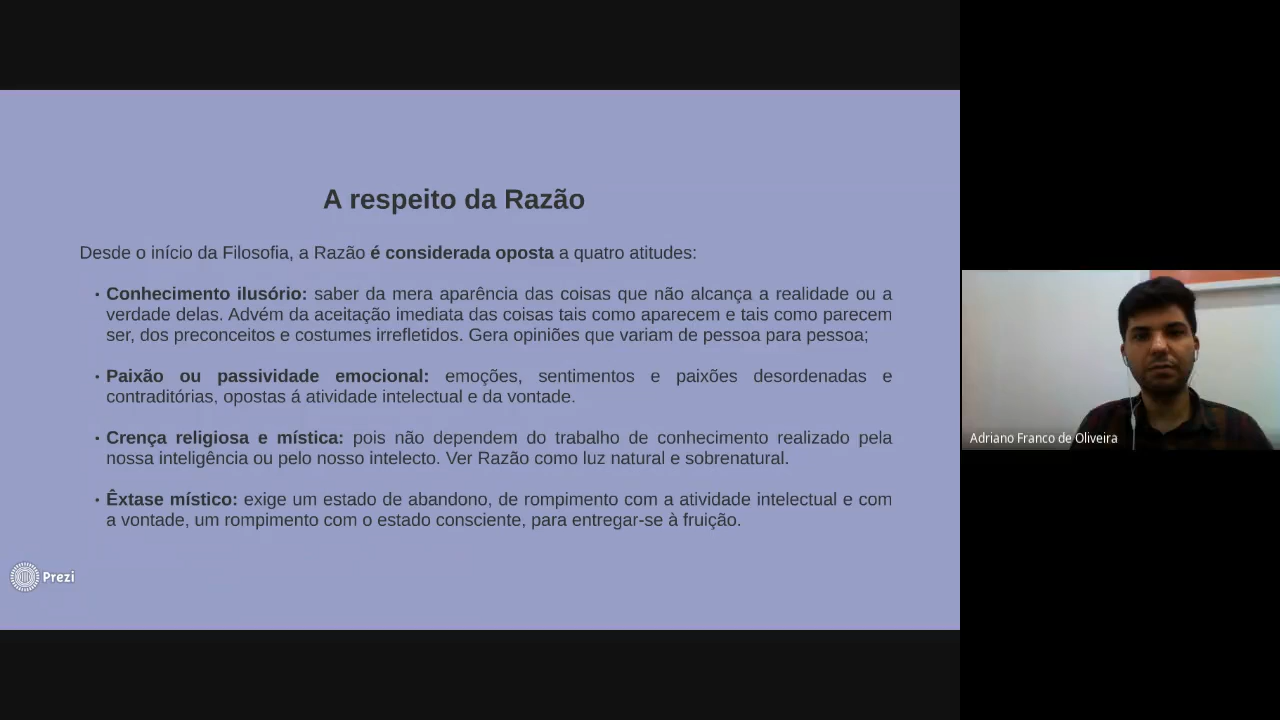 A respeito da Razão
Desde o início da Filosofia, a Razão é considerada oposta a quatro atitudes:
• Conhecimento ilusório: saber da mera aparência das coisas que não alcança a realidade ou a
verdade delas. Advém da aceitação imediata das coisas tais como aparecem e tais como parecem
ser, dos preconceitos e costumes irrefletidos. Gera opiniões que variam de pessoa para pessoa;
• Paixão ou passividade emocional: emoções, sentimentos e paixões desordenadas e
contraditórias, opostas á atividade intelectual e da vontade.
• Crença religiosa e mística: pois não dependem do trabalho de conhecimento realizado pela
nossa inteligência ou pelo nosso intelecto. Ver Razão como luz natural e sobrenatural.
• Êxtase místico: exige um estado de abandono, de rompimento com a atividade intelectual e com
a vontade, um rompimento com o estado consciente, para entregar-se à fruição.
Prezi
Adriano Franco de Oliveira